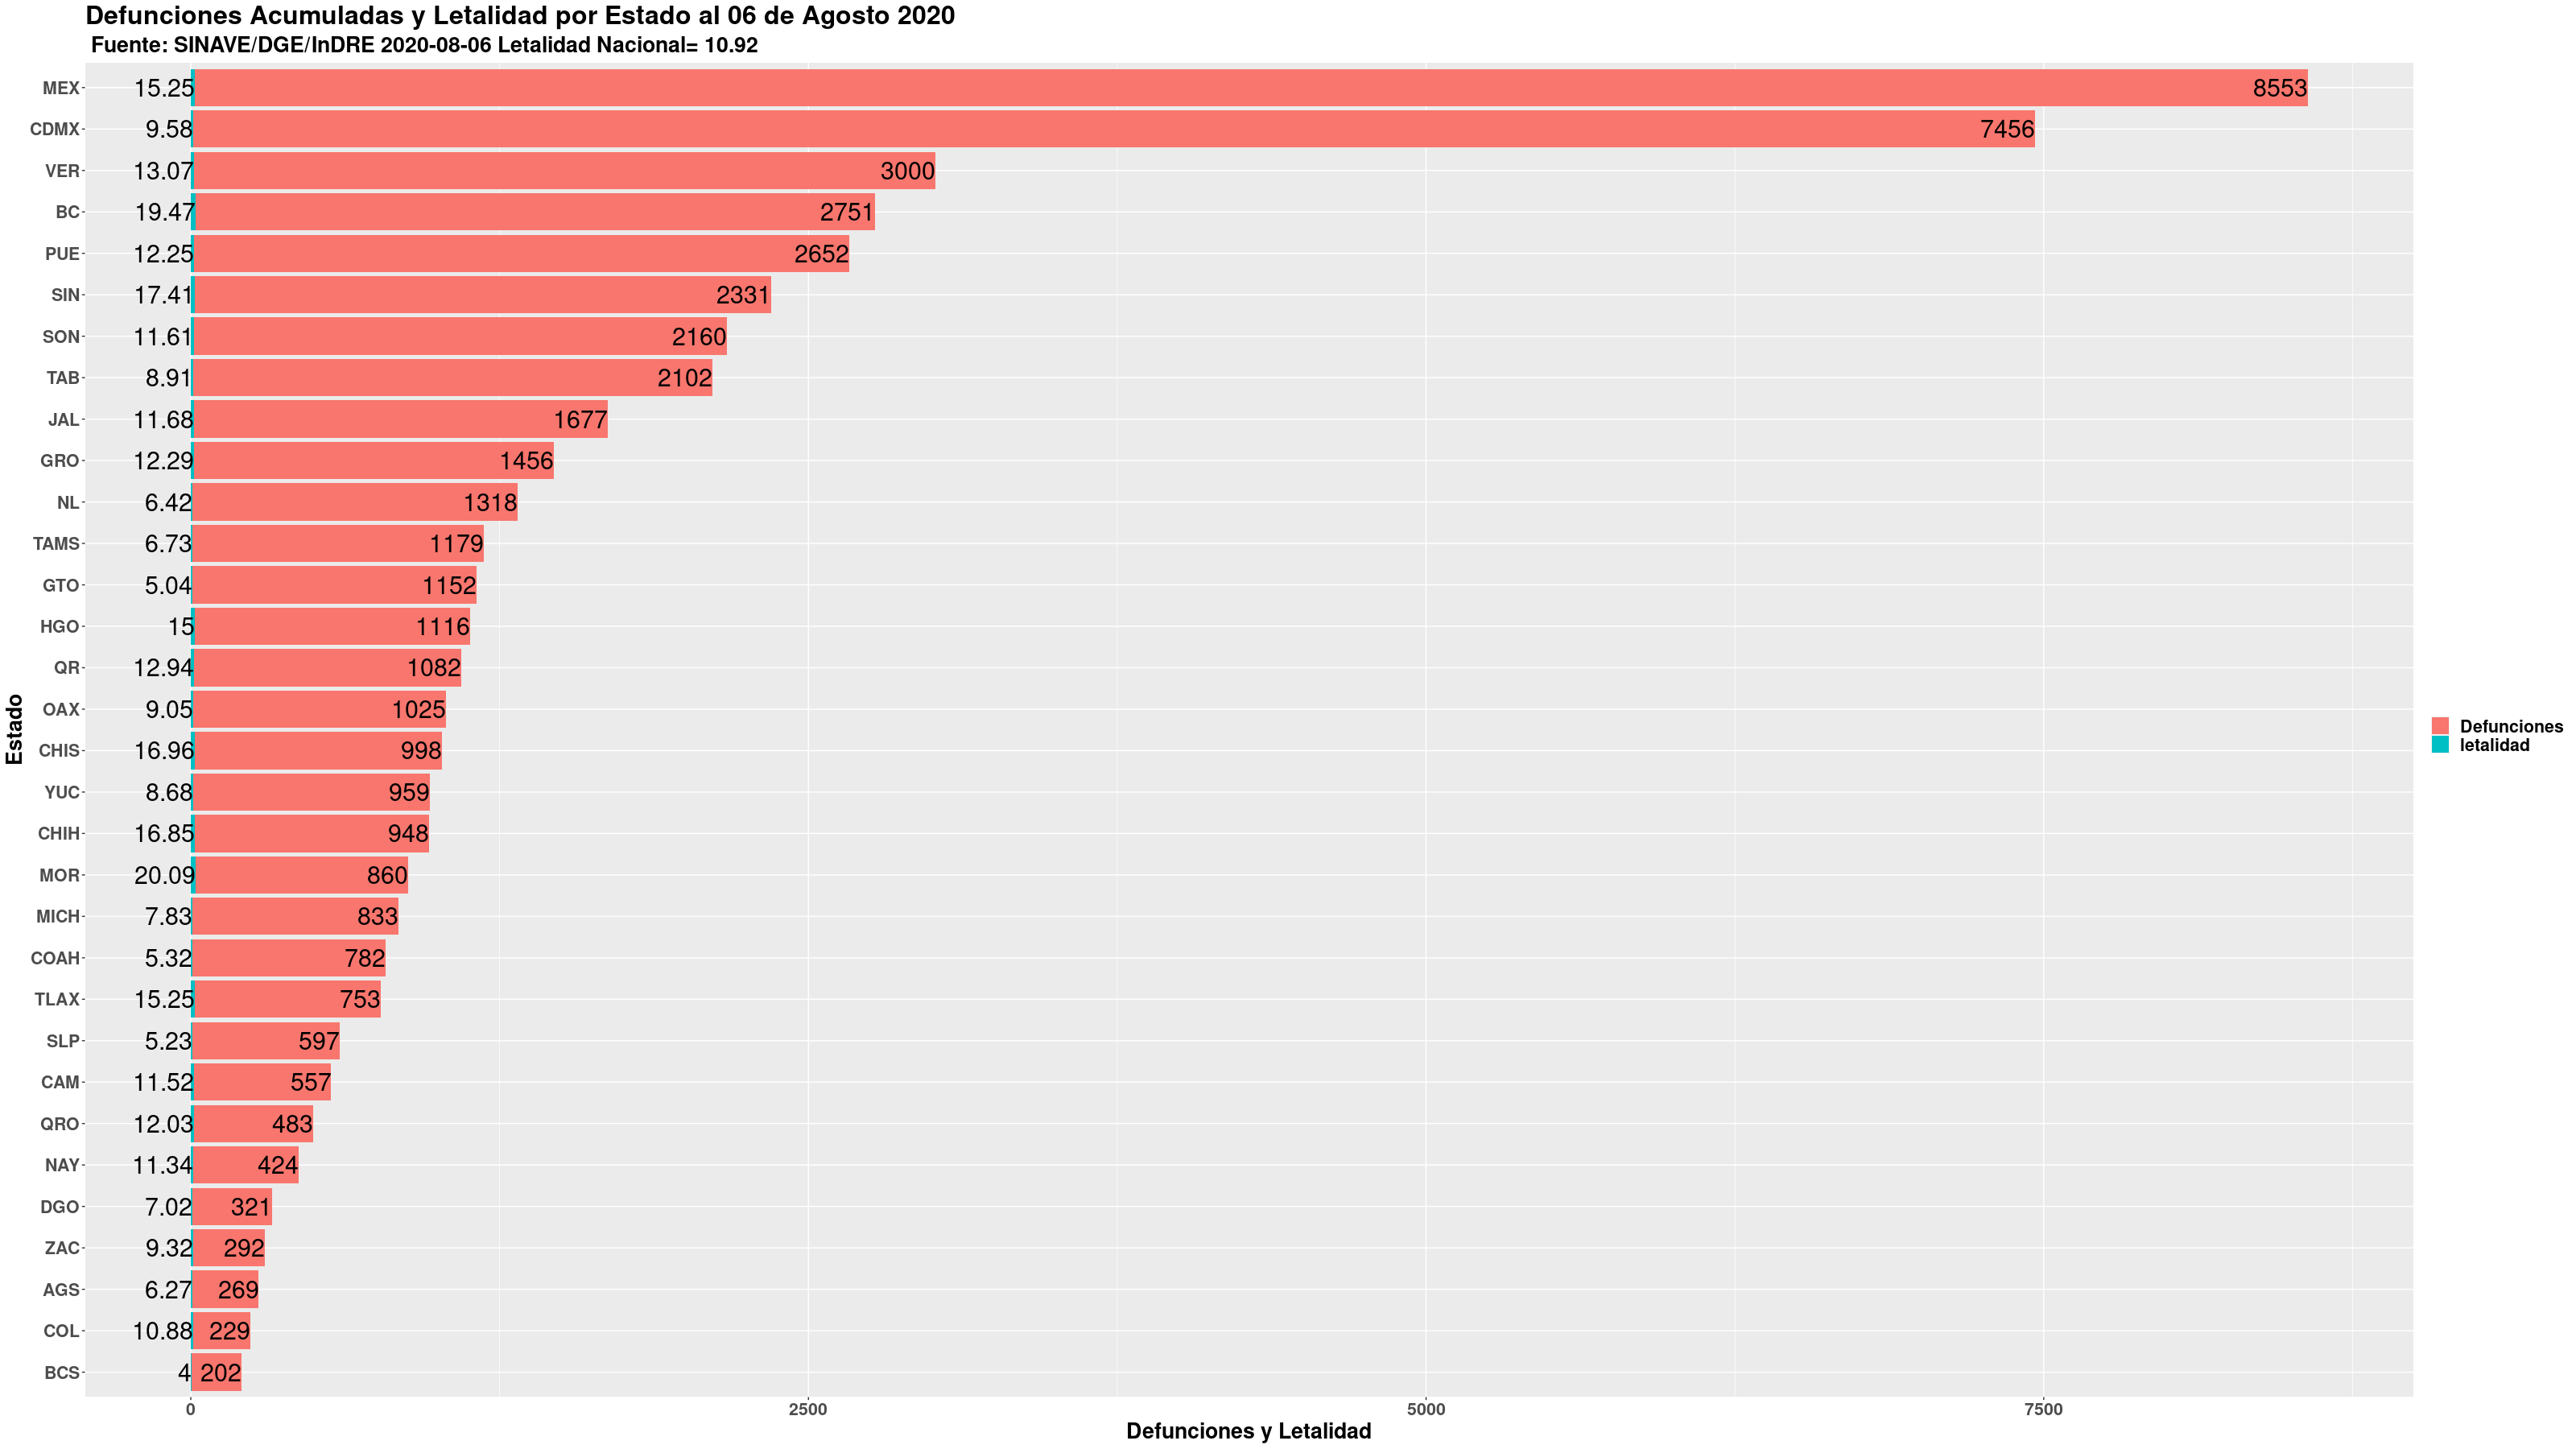 Defunciones Acumuladas y Letalidad por Estado al 06 de Agosto 2020
Fuente: SINAVE/DGE/InDRE 2020-08-06 Letalidad Nacional= 10.92
MEX 15.25 8553
CDMX 9.58 7456
VER 13.07 3000
BC 19.47 2751
PUE 12.25 2652
SIN 17.41 2331
SON 11.61 2160
TAB 8.91 2102
JAL 11.68 1677
GRO 12.29 1456
NL 6.42 1318
TAMS 6.73 1179
GTO 5.04 1152
HGO 15 1116
QR 12.94 1082
OAX 9.05 1025
CHIS 16.96 998
YUC 8.68 959
CHIH 16.85 948
MOR 20.09 860
MICH 7.83 833
COAH 5.32 782
TLAX 15.25 753
SLP 5.23 597
CAM 11.52 557
QRO 12.03 483
NAY 11.34 424
DGO 7.02 321
ZAC 9.32 292
AGS 6.27 269
COL 10.88 229
BCS 4 202
0 2500 5000 7500
Defunciones y Letalidad
Estado
Defunciones
letalidad